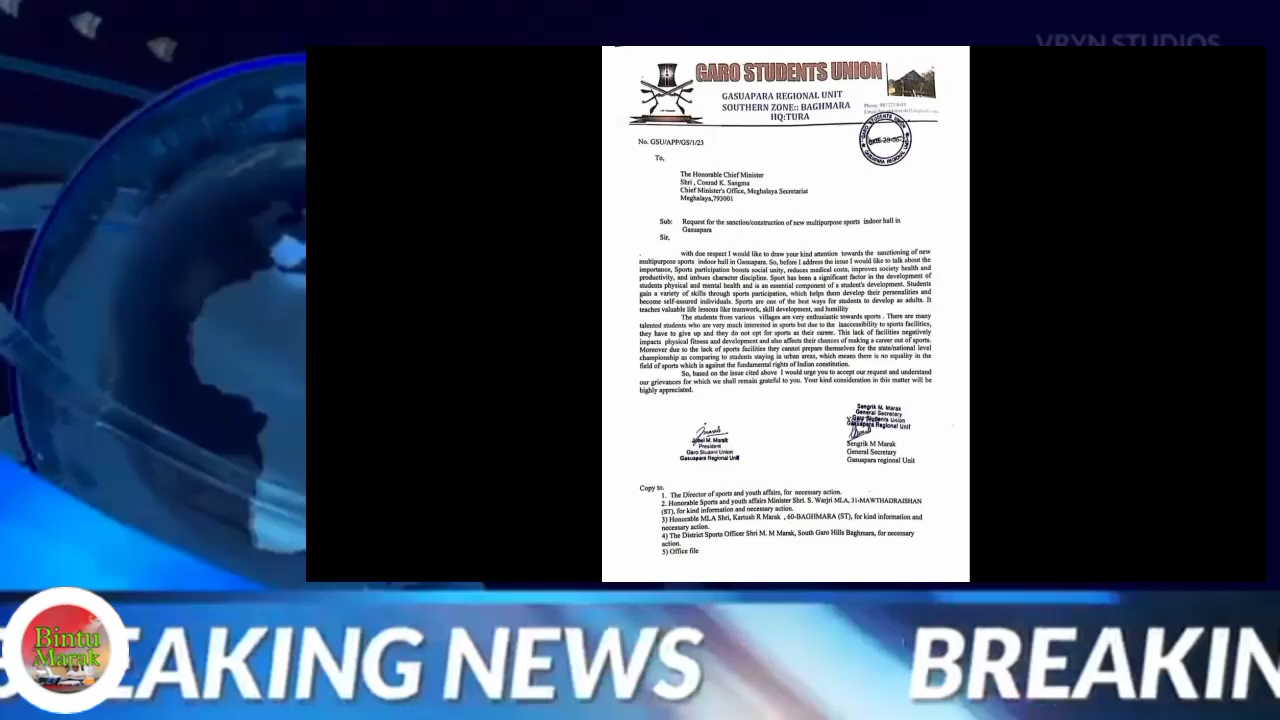 VRYN STUDIOS
GARO STUDENTS UNION
GASUAPARA REGIONAL UNIT
SOUTHERN ZONE:: BAGHMARA
HQ:TURA
No. GSU/APP/GS/1/23
To,
The Honorable Chief Minister
Shri , Conrad K. Sangma
Chief Minister's Office, Meghalaya Secretariat
Meghalaya,793001
Sub: Request for the sanction/construction of new multipurpose sports indoor hall in
Gasuapara
Sir,
with due respect I would like to draw your kind attention towards the sanctioning of new
multipurpose sports indoor hall in Gasuapara. So, before I address the issue I would like to talk about the
importance, Sports participation boosts social unity, reduces medical costs, improves society health and
productivity, and imbues character discipline. Sport has been a significant factor in the development of
students physical and mental health and is an essential component of a student's development. Students
gain a variety of skills through sports participation, which helps them develop their personalities and
become self-assured individuals. Sports are one of the best ways for students to develop as adults. It
teaches valuable life lessons like teamwork, skill development, and humility
The students from various villages are very enthusiastic towards sports . There are many
talented students who are very much interested in sports but due to the inaccessibility to sports facilities,
they have to give up and they do not opt for sports as their career. This lack of facilities negatively
impacts physical fitness and development and also affects their chances of making a career out of sports.
Moreover due to the lack of sports facilities they cannot prepare themselves for the state/national level
championship as comparing to students staying in urban areas, which means there is no equality in the
field of sports which is against the fundamental rights of Indian constitution.
So, based on the issue cited above I would urge you to accept our request and understand
our grievances for which we shall remain grateful to you. Your kind consideration in this matter will be
highly appreciated.
Jobel M. Marak
President
Garo Student Union
Gasuapara Regional Unit
Sengrik M. Marak
General Secretary
Garo Students Union
Gasuapara Regional Unit
Sengrik M Marak
General Secretary
Gasuapara regional Unit
Copy to.
1. The Director of sports and youth affairs, for necessary action.
2. Honorable Sports and youth affairs Minister Shri. S. Warjri MLA, 31-MAWTHADRAISHAN
(ST), for kind information and necessary action.
3) Honorable MLA Shri, Kartush R Marak , 60-BAGHMARA (ST), for kind information and
necessary action.
4) The District Sports Officer Shri M. M Marak, South Garo Hills Baghmara, for necessary
action.
5) Office file
Bintu
Marak
EAKING NEWS BREAKIN